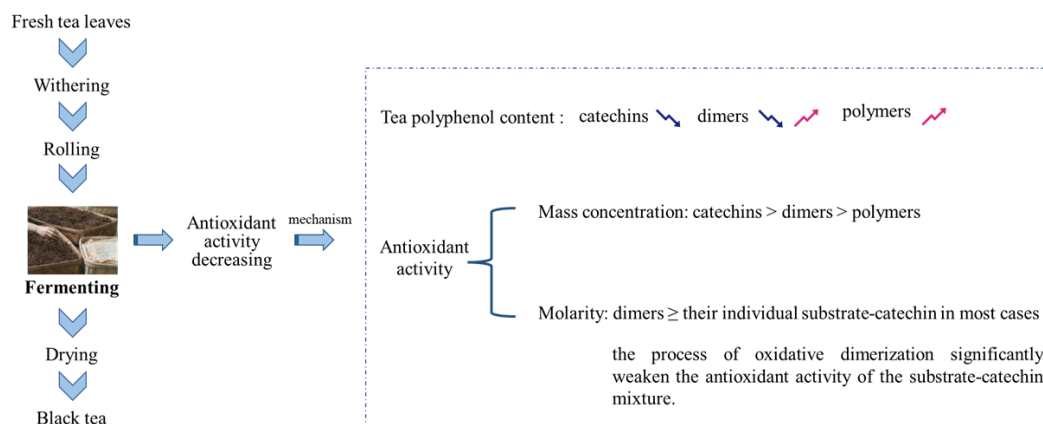 Fresh tea leaves
Withering
Rolling
Fermenting
Drying
Black tea
Antioxidant
activity
decreasing
mechanism
Tea polyphenol content : catechins dimers polymers
Antioxidant
activity
Mass concentration: catechins > dimers > polymers
Molarity: dimers ≥ their individual substrate-catechin in most cases
the process of oxidative dimerization significantly
weaken the antioxidant activity of the substrate-catechin
mixture.